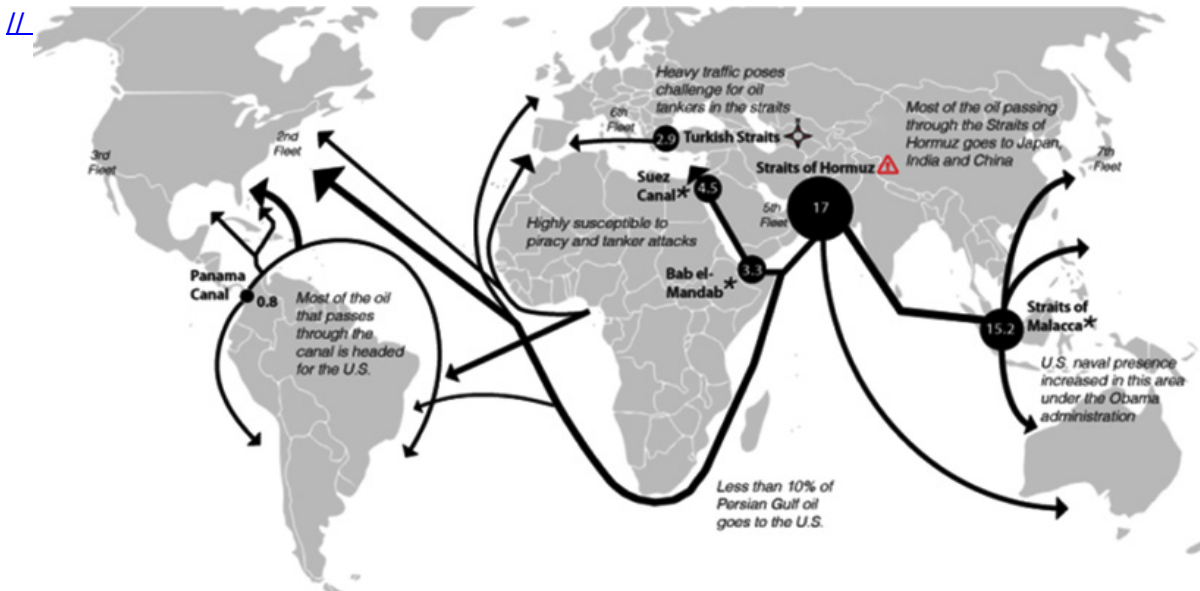 //
Heavy traffic poses
challenge for oil
tankers in the straits
6th
Fleet
2.9
Turkish Straits
Most of the oil passing
through the Straits of
Hormuz goes to Japan,
India and China
2nd
Fleet
3rd
Fleet
7th
Fleet
Straits of Hormuz
Suez
Canal*
4.5
17
5th
Fleet
Highly susceptible to
piracy and tanker attacks
Bab el-
Mandab*
3.3
Panama
Canal
0.8
Most of the oil
that passes
through the
canal is headed
for the U.S.
Straits of
Malacca*
15.2
U.S. naval presence
increased in this area
under the Obama
administration
Less than 10% of
Persian Gulf oil
goes to the U.S.